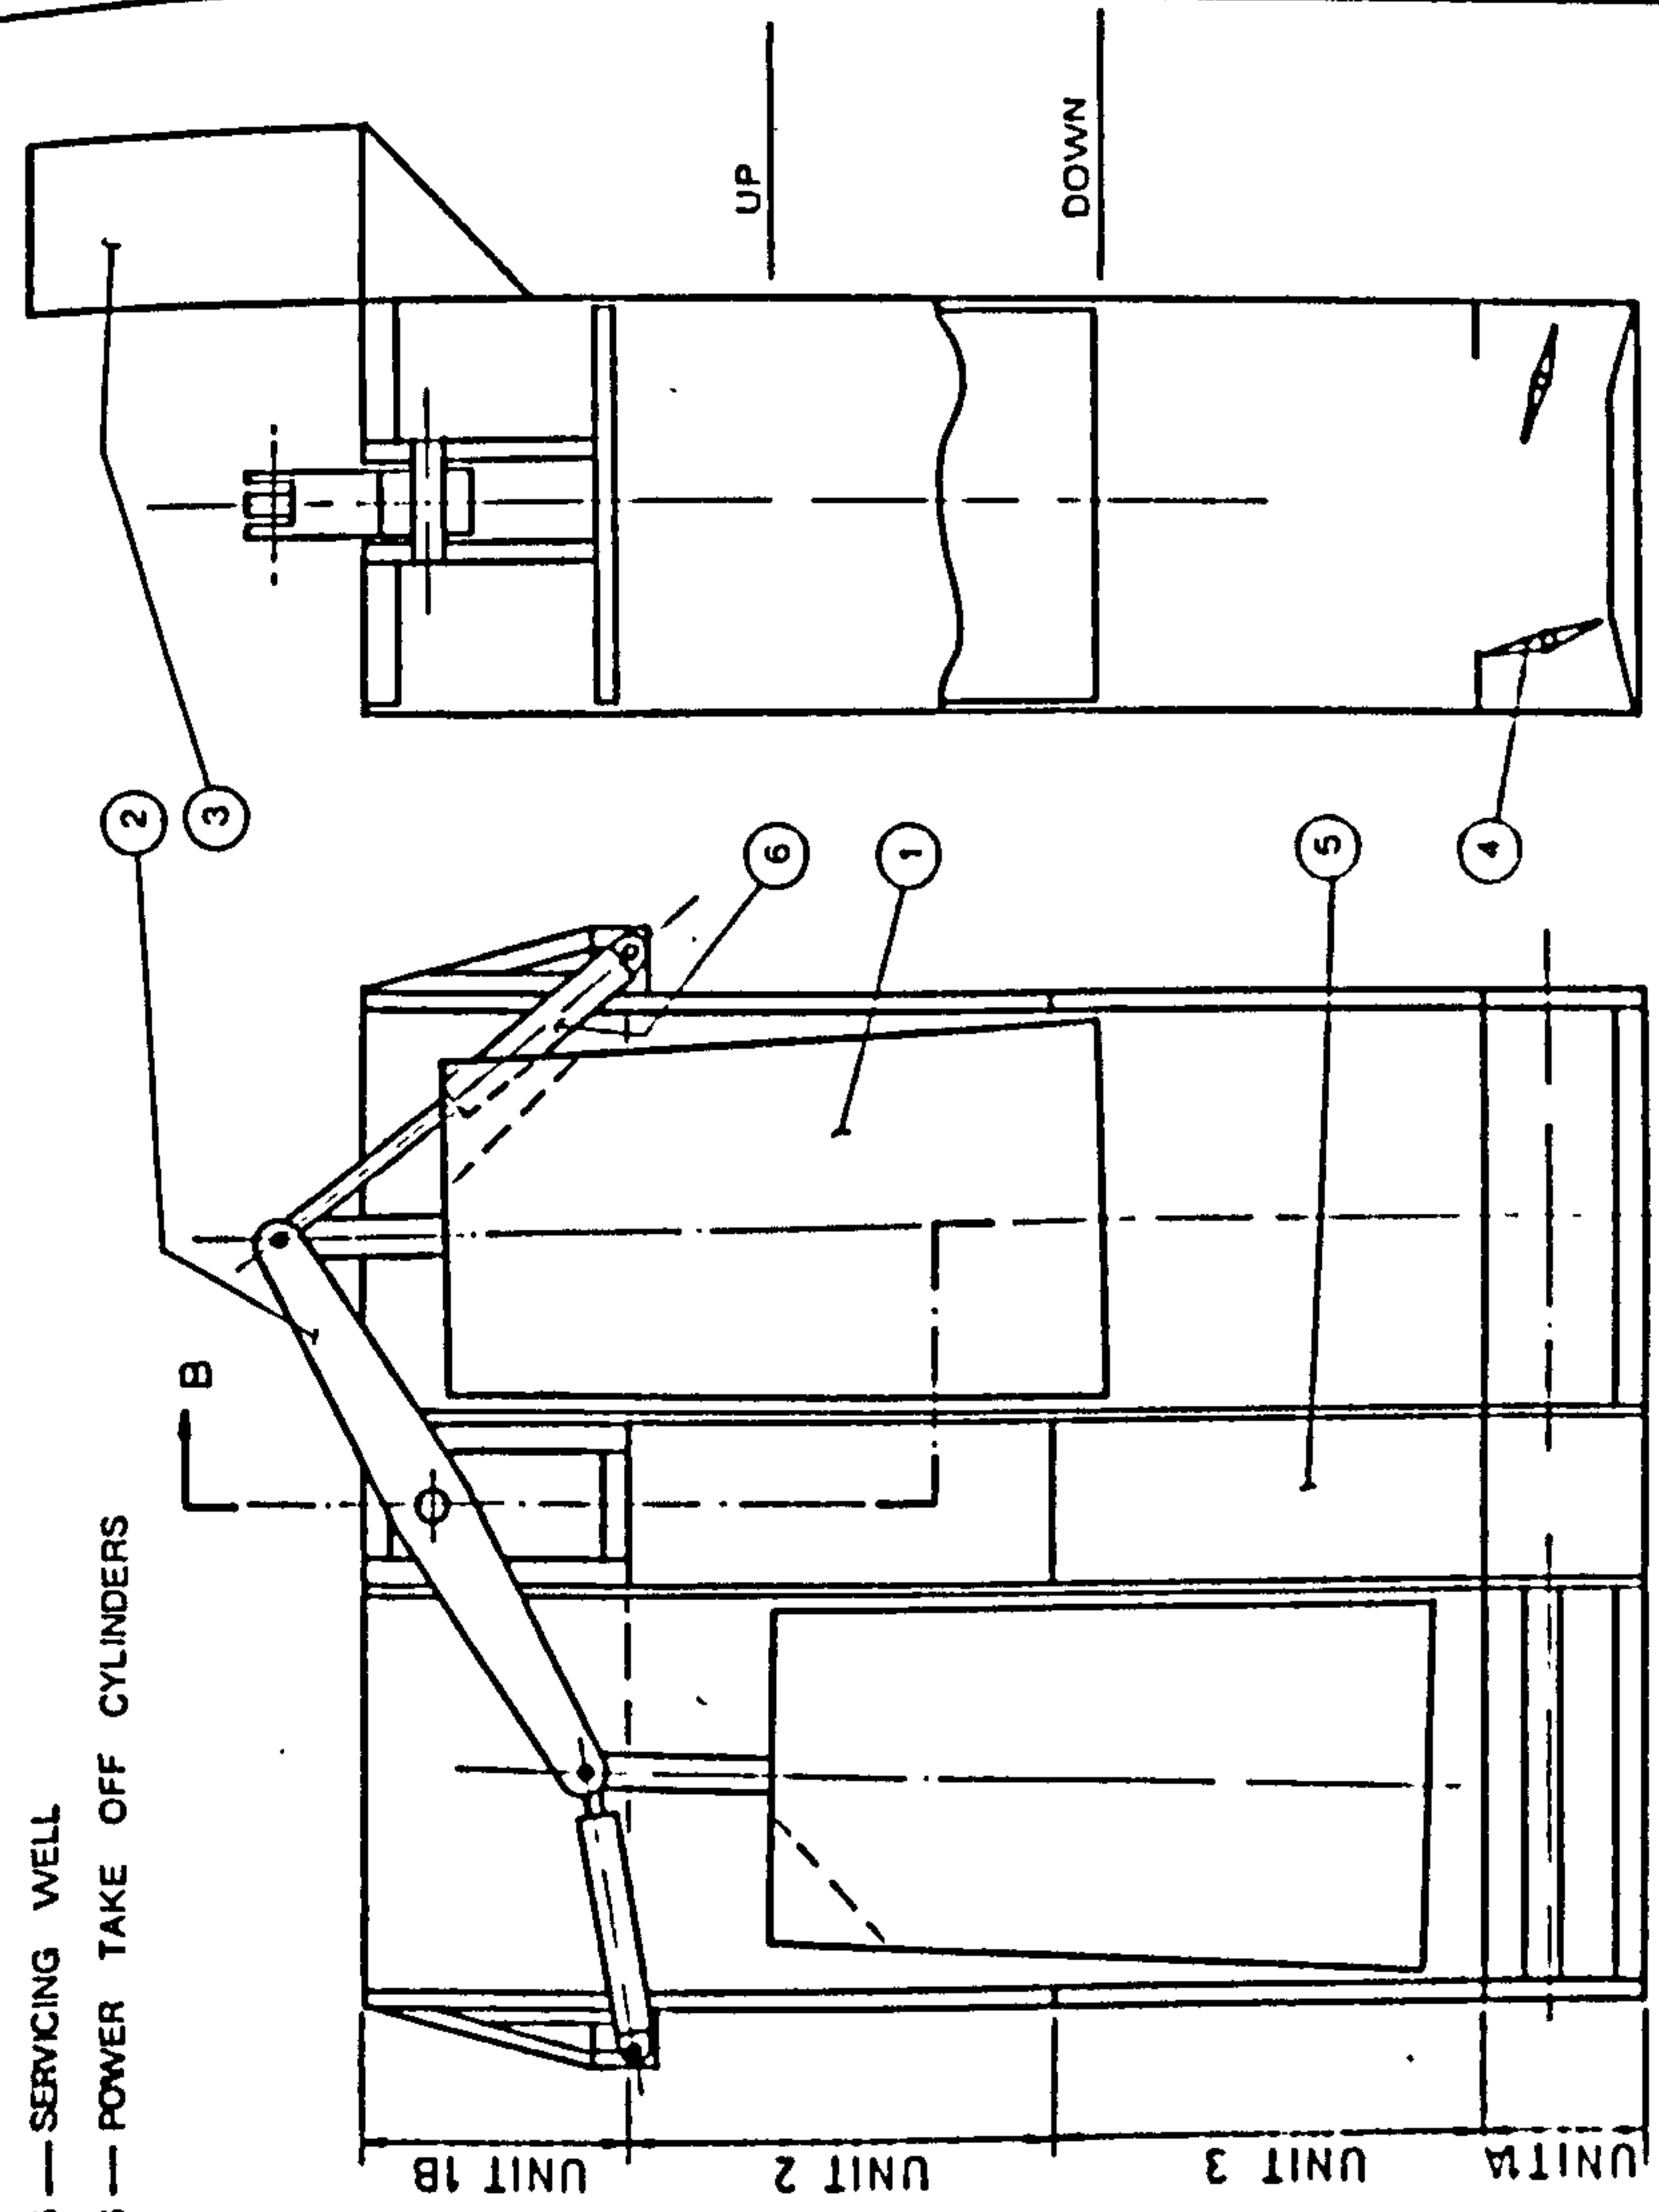 — SERVICING WELL
— POWER TAKE OFF CYLINDERS
B
2
3
6
1
5
4
UP
DOWN
UNIT 1B
UNIT 2
UNIT 3
UNIT 1A